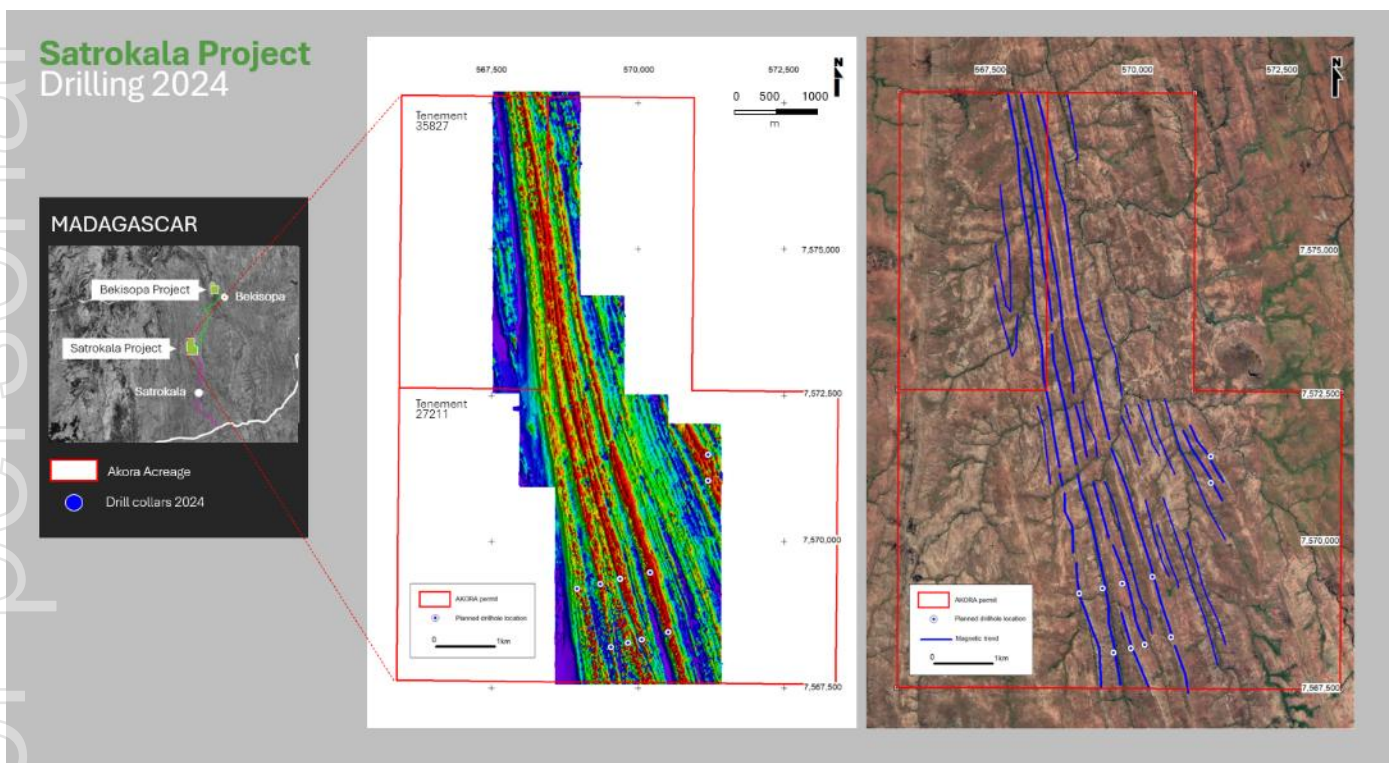 Satrokala Project
Drilling 2024
MADAGASCAR
Bekisopa Project
Bekisopa
Satrokala Project
Satrokala
Akora Acreage
Drill collars 2024
567,500
570,000
572,500
N
0 500 1000
m
Tenement
35827
7,575,000
7,572,500
Tenement
27211
7,570,000
AKORA permit
Planned drillhole location
0 1km
7,567,500
567,500
570,000
572,500
N
7,575,000
7,572,500
7,570,000
AKORA permit
Planned drillhole location
Magnetic trend
0 1km
7,567,500